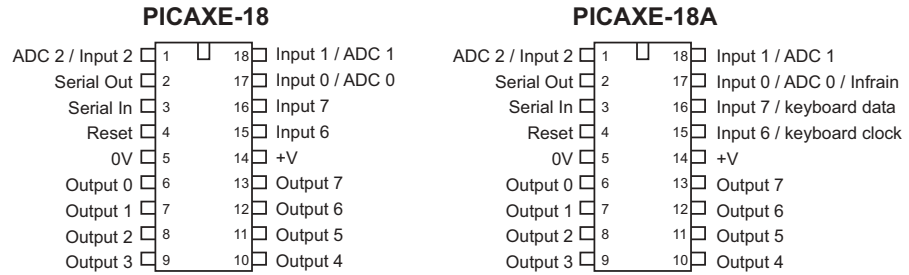 PICAXE-18
ADC 2 / Input 2 1 18 Input 1 / ADC 1
Serial Out 2 17 Input 0 / ADC 0
Serial In 3 16 Input 7
Reset 4 15 Input 6
0V 5 14 +V
Output 0 6 13 Output 7
Output 1 7 12 Output 6
Output 2 8 11 Output 5
Output 3 9 10 Output 4
PICAXE-18A
ADC 2 / Input 2 1 18 Input 1 / ADC 1
Serial Out 2 17 Input 0 / ADC 0 / Infrain
Serial In 3 16 Input 7 / keyboard data
Reset 4 15 Input 6 / keyboard clock
0V 5 14 +V
Output 0 6 13 Output 7
Output 1 7 12 Output 6
Output 2 8 11 Output 5
Output 3 9 10 Output 4